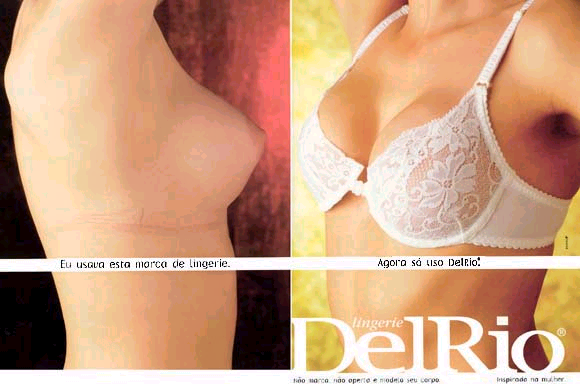 Eu usava esta marca de lingerie.
Agora só uso DelRio.
lingerie
DelRio®
Não marca, não aperta e modela seu corpo.
Inspirada na mulher